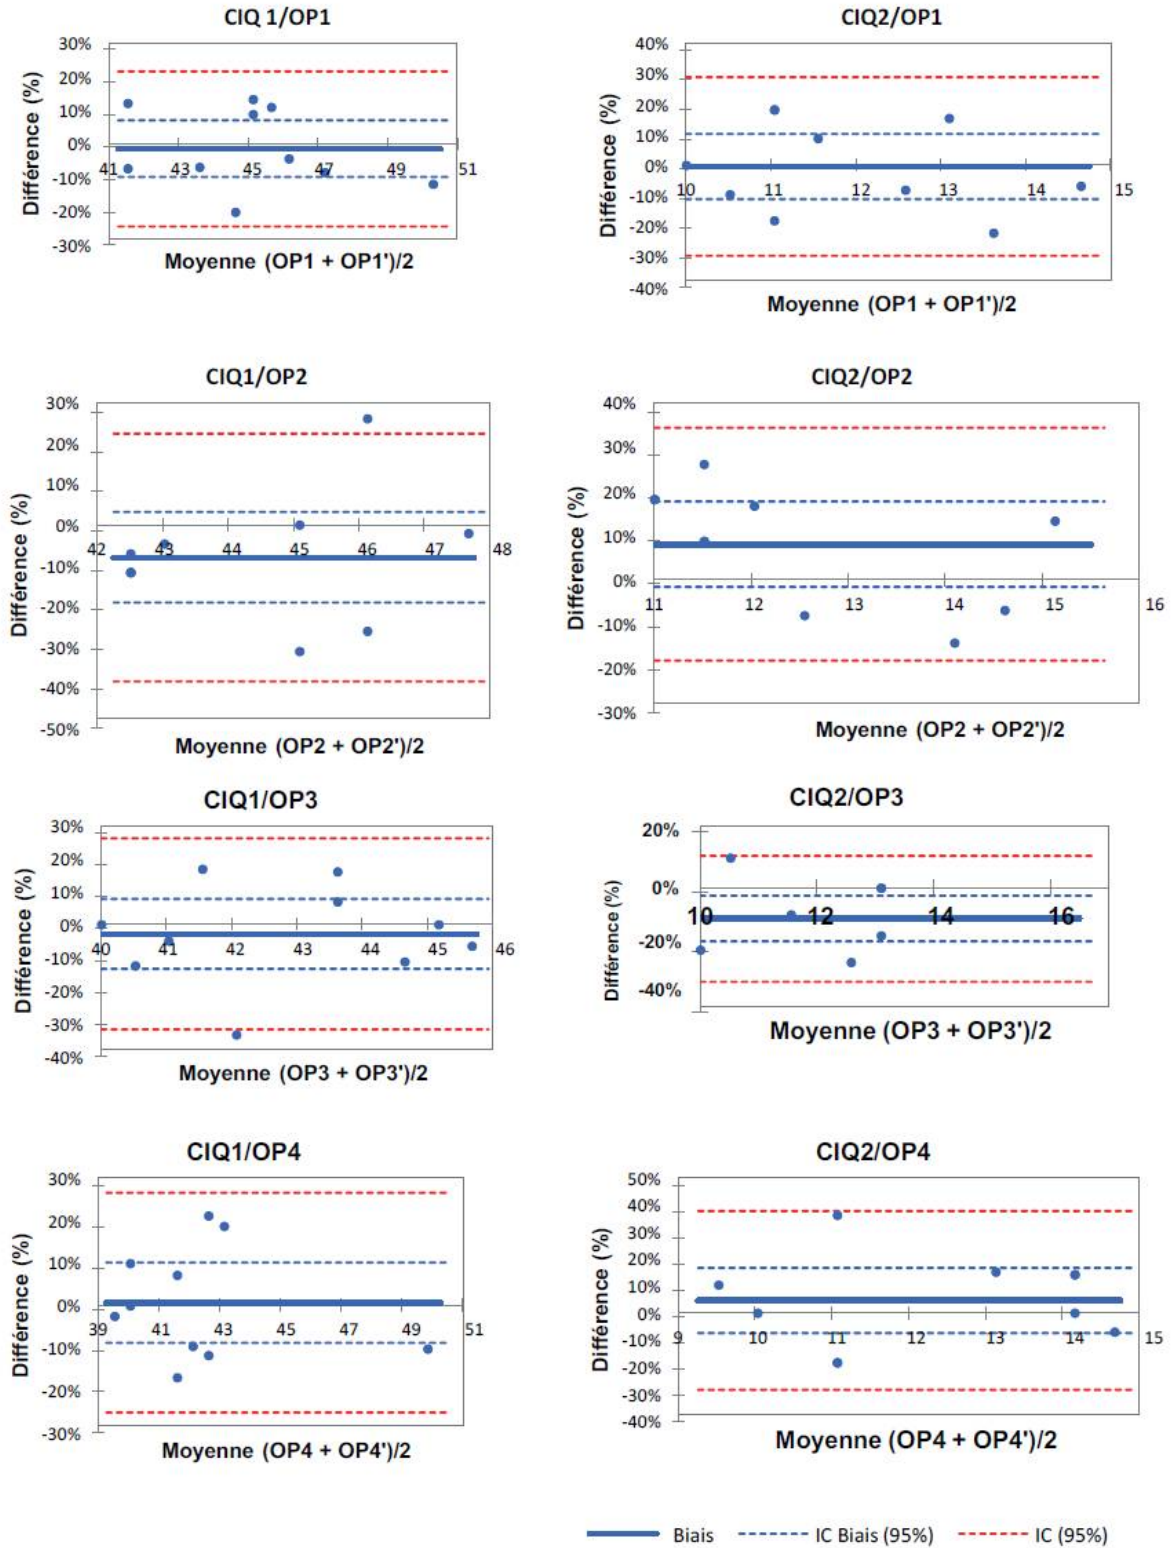 CIQ 1/OP1
30%
20%
10%
0%
-10%
-20%
-30%
41 43 45 47 49 51
Différence (%)
Moyenne (OP1 + OP1')/2
CIQ2/OP1
40%
30%
20%
10%
0%
-10%
-20%
-30%
-40%
10 11 12 13 14 15
Différence (%)
Moyenne (OP1 + OP1')/2
CIQ1/OP2
30%
20%
10%
0%
-10%
-20%
-30%
-40%
-50%
42 43 44 45 46 47 48
Différence (%)
Moyenne (OP2 + OP2')/2
CIQ2/OP2
40%
30%
20%
10%
0%
-10%
-20%
-30%
11 12 13 14 15 16
Différence (%)
Moyenne (OP2 + OP2')/2
CIQ1/OP3
30%
20%
10%
0%
-10%
-20%
-30%
-40%
40 41 42 43 44 45 46
Différence (%)
Moyenne (OP3 + OP3')/2
CIQ2/OP3
20%
0%
-20%
-40%
10 12 14 16
Différence (%)
Moyenne (OP3 + OP3')/2
CIQ1/OP4
30%
20%
10%
0%
-10%
-20%
-30%
39 41 43 45 47 49 51
Différence (%)
Moyenne (OP4 + OP4')/2
CIQ2/OP4
50%
40%
30%
20%
10%
0%
-10%
-20%
-30%
-40%
9 10 11 12 13 14 15
Différence (%)
Moyenne (OP4 + OP4')/2
Biais IC Biais (95%) IC (95%)